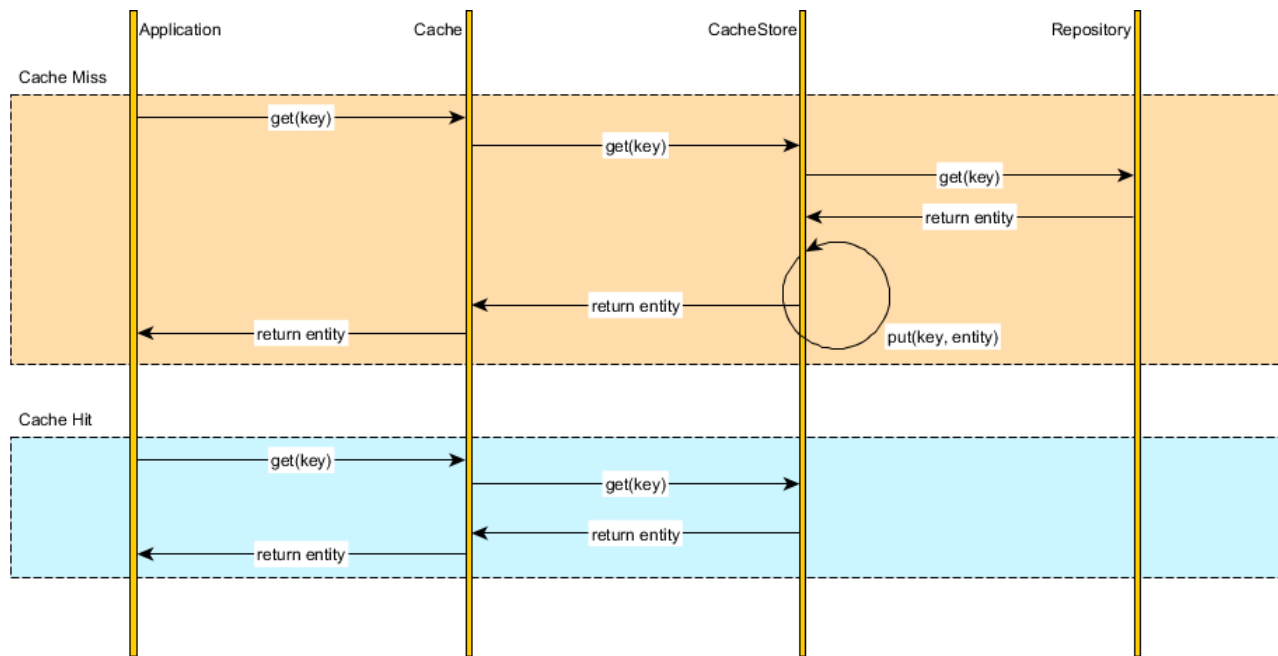 Application
Cache
CacheStore
Repository
Cache Miss
get(key)
get(key)
get(key)
return entity
return entity
return entity
put(key, entity)
Cache Hit
get(key)
get(key)
return entity
return entity